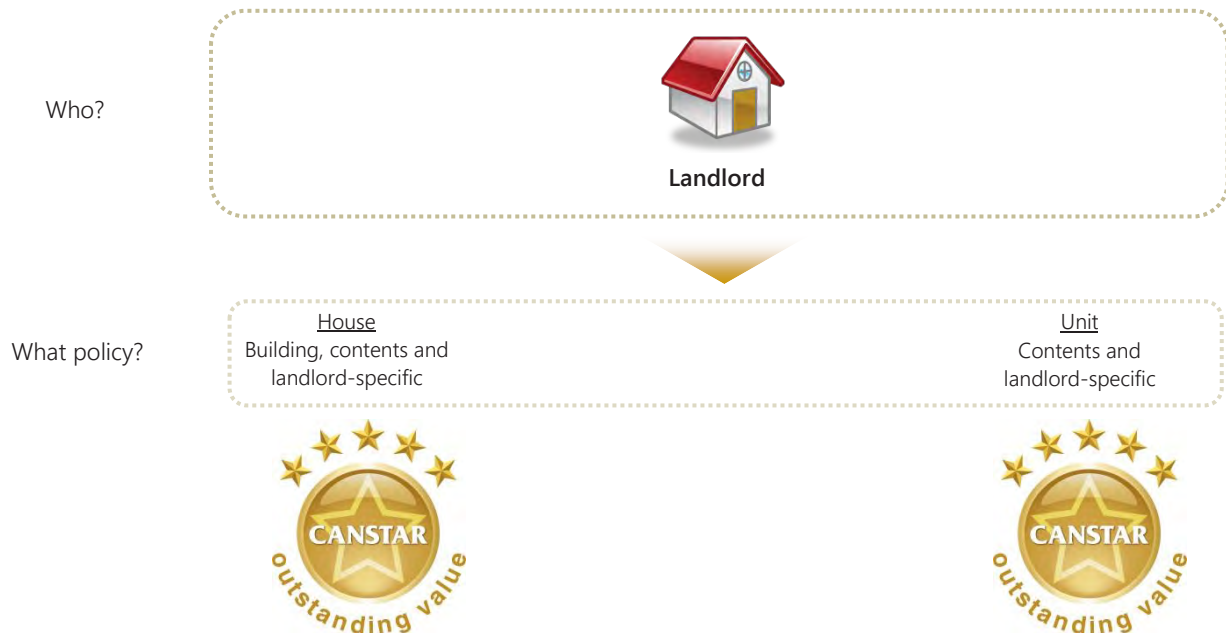 Who?
Landlord
What policy?
House
Building, contents and
landlord-specific
Unit
Contents and
landlord-specific
CANSTAR
outstanding value
CANSTAR
outstanding value